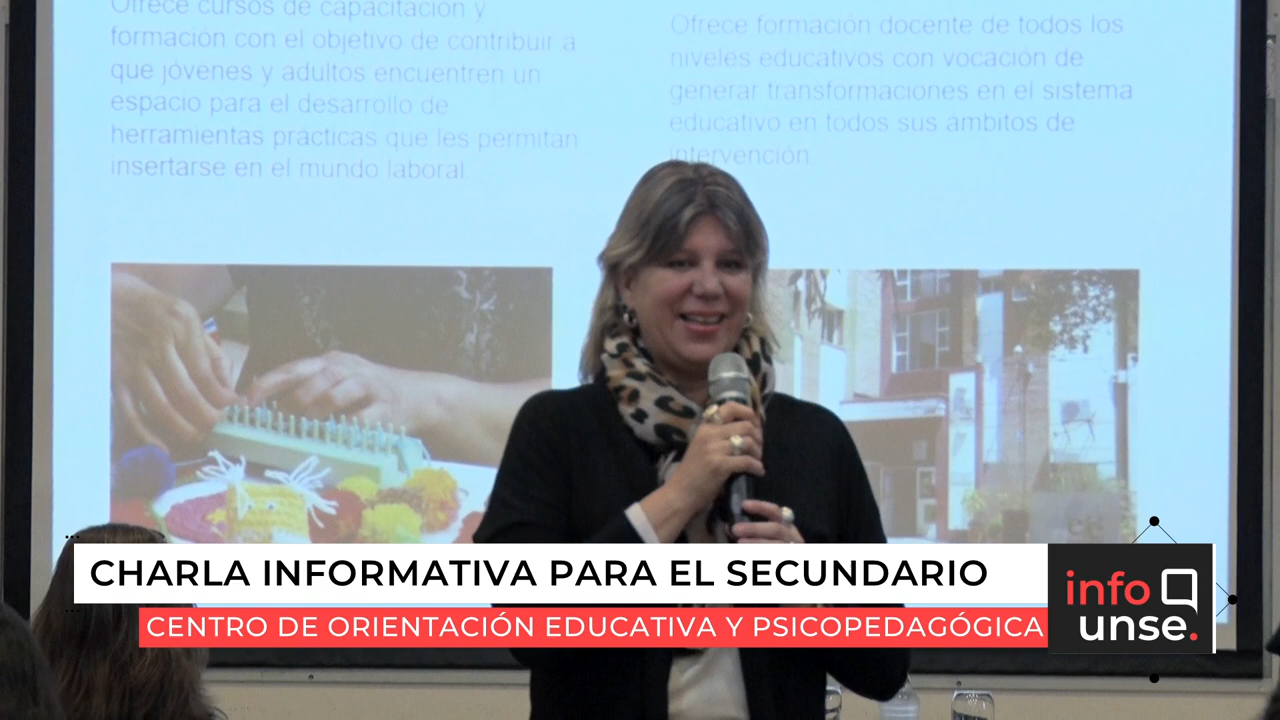 Ofrece cursos de capacitación y
formación con el objetivo de contribuir a
que jóvenes y adultos encuentren un
espacio para el desarrollo de
herramientas prácticas que les permitan
insertarse en el mundo laboral.
Ofrece formación docente de todos los
niveles educativos con vocación de
generar transformaciones en el sistema
educativo en todos sus ámbitos de
intervención.
CHARLA INFORMATIVA PARA EL SECUNDARIO
CENTRO DE ORIENTACIÓN EDUCATIVA Y PSICOPEDAGÓGICA
info
unse.